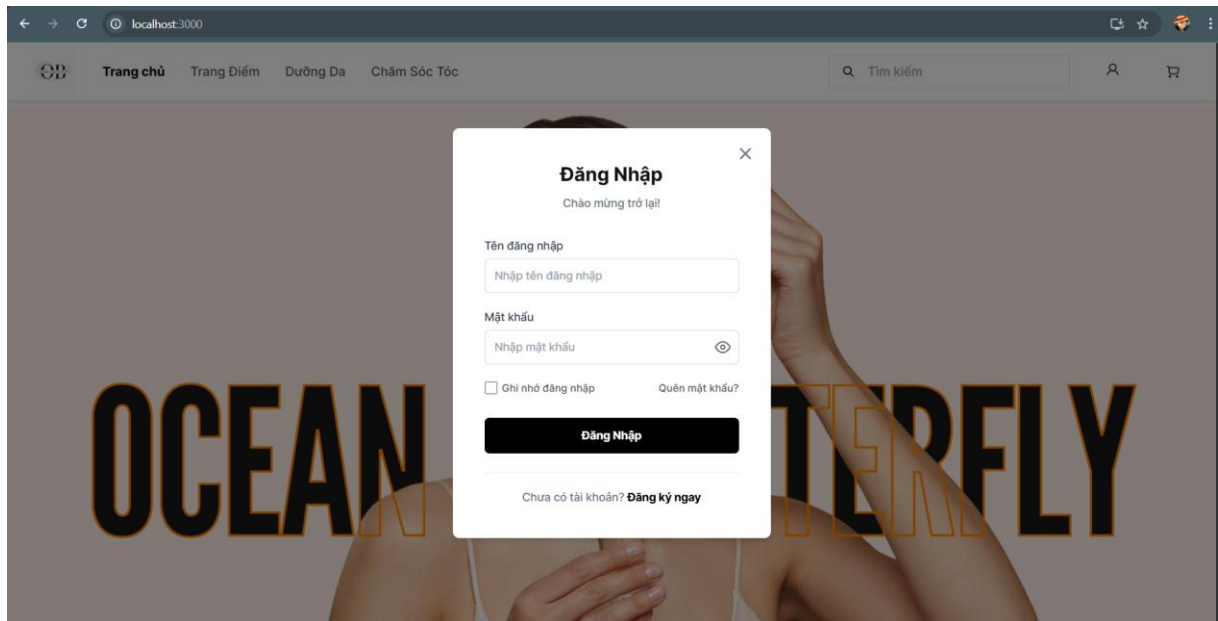 localhost:3000
OB Trang chủ Trang Điểm Dưỡng Da Chăm Sóc Tóc Tìm kiếm
Đăng Nhập
Chào mừng trở lại!
Tên đăng nhập
Nhập tên đăng nhập
Mật khẩu
Nhập mật khẩu
Ghi nhớ đăng nhập Quên mật khẩu?
Đăng Nhập
Chưa có tài khoản? Đăng ký ngay
OCEAN TTERFLY